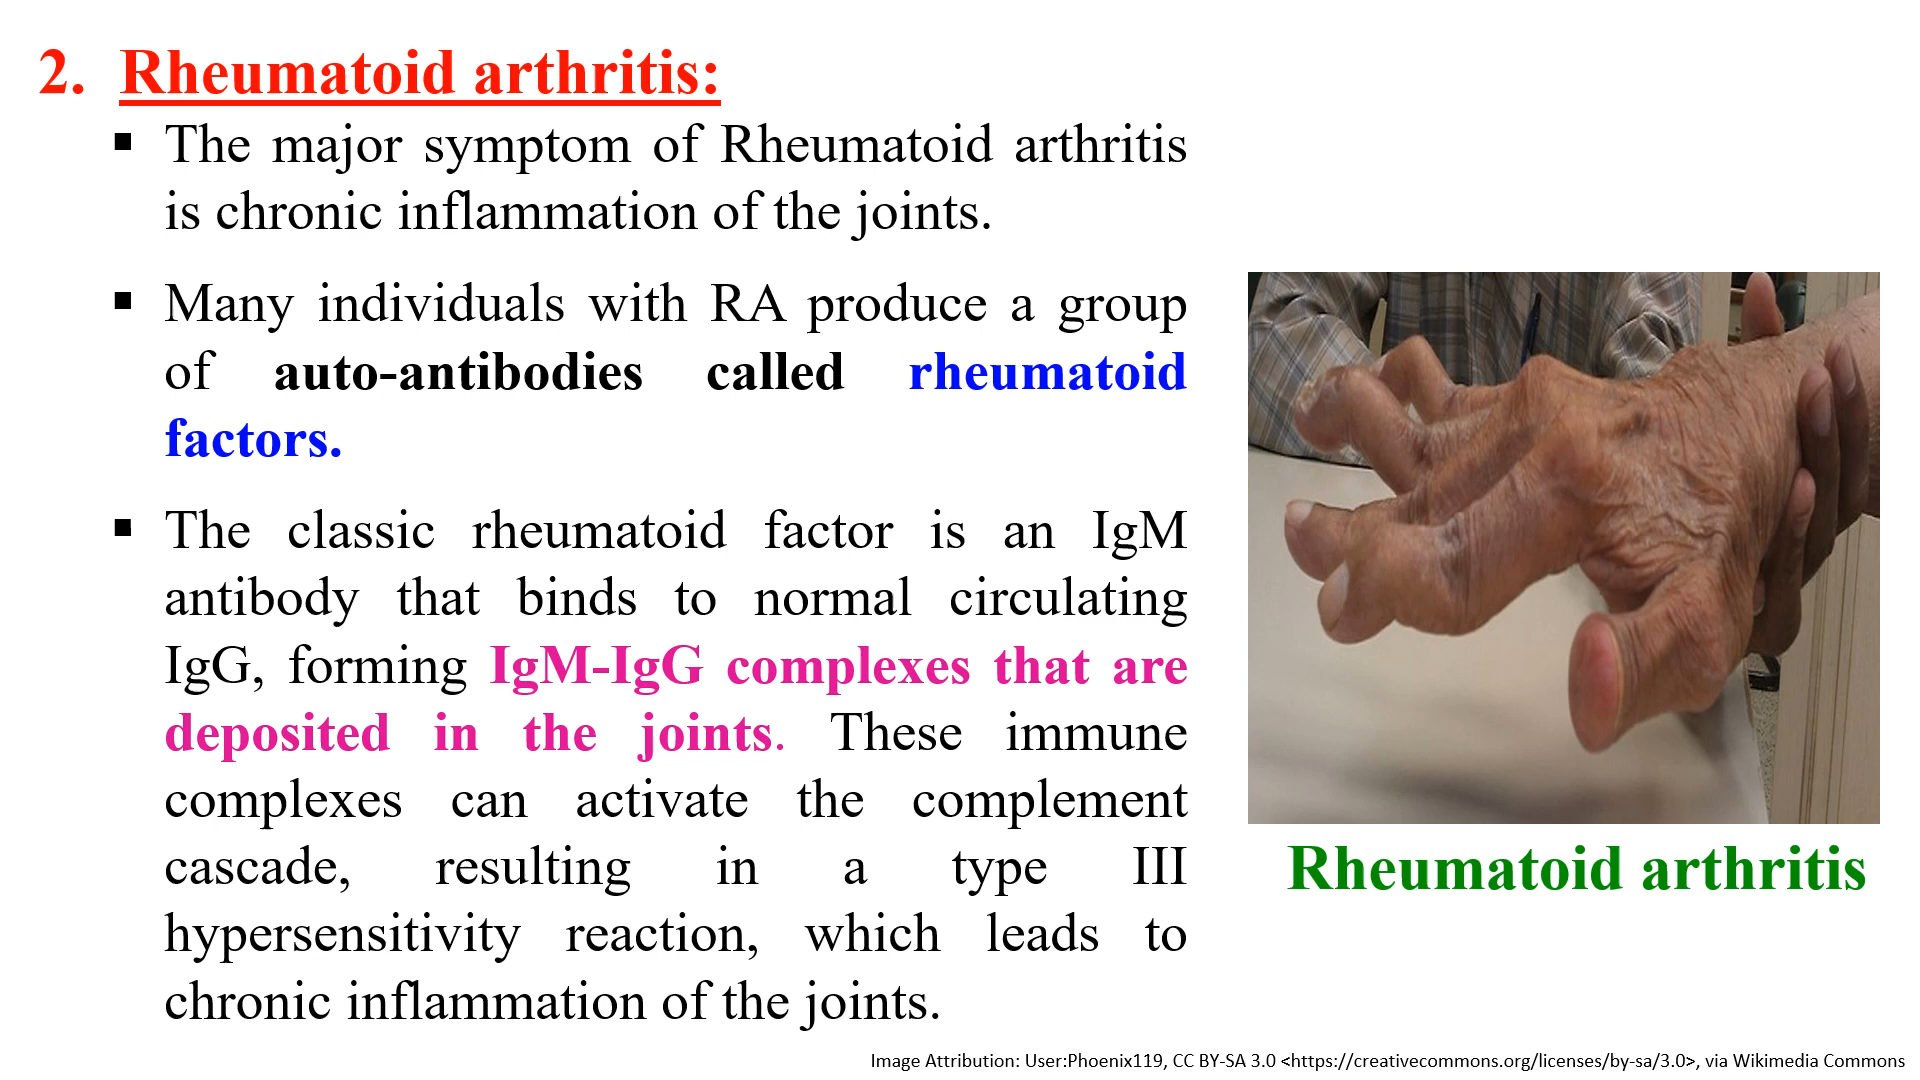 2. Rheumatoid arthritis:
▪ The major symptom of Rheumatoid arthritis
is chronic inflammation of the joints.
▪ Many individuals with RA produce a group
of auto-antibodies called rheumatoid
factors.
▪ The classic rheumatoid factor is an IgM
antibody that binds to normal circulating
IgG, forming IgM-IgG complexes that are
deposited in the joints. These immune
complexes can activate the complement
cascade, resulting in a type III
hypersensitivity reaction, which leads to
chronic inflammation of the joints.
Rheumatoid arthritis
Image Attribution: User:Phoenix119, CC BY-SA 3.0 <https://creativecommons.org/licenses/by-sa/3.0>, via Wikimedia Commons